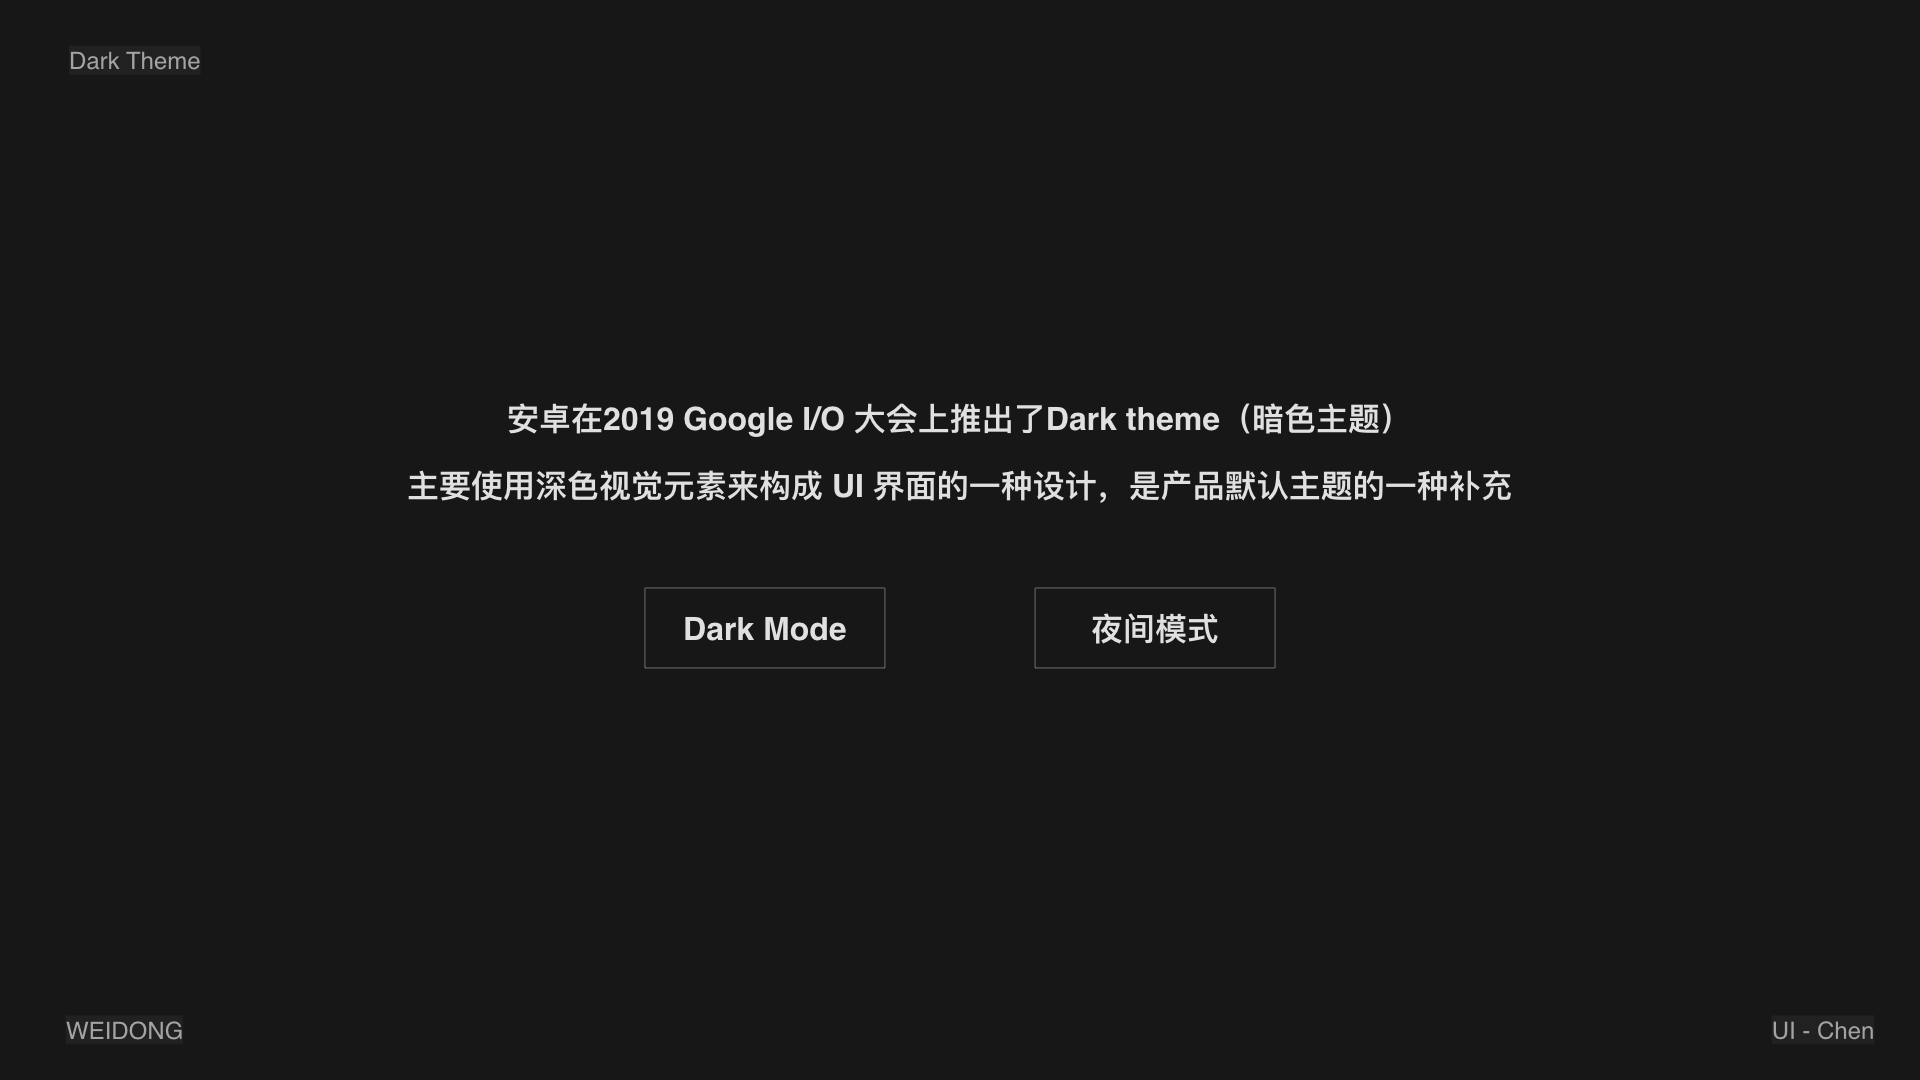 Dark Theme
安卓在2019 Google I/O 大会上推出了Dark theme（暗色主题）
主要使用深色视觉元素来构成 UI 界面的一种设计，是产品默认主题的一种补充
Dark Mode
夜间模式
WEIDONG
UI - Chen